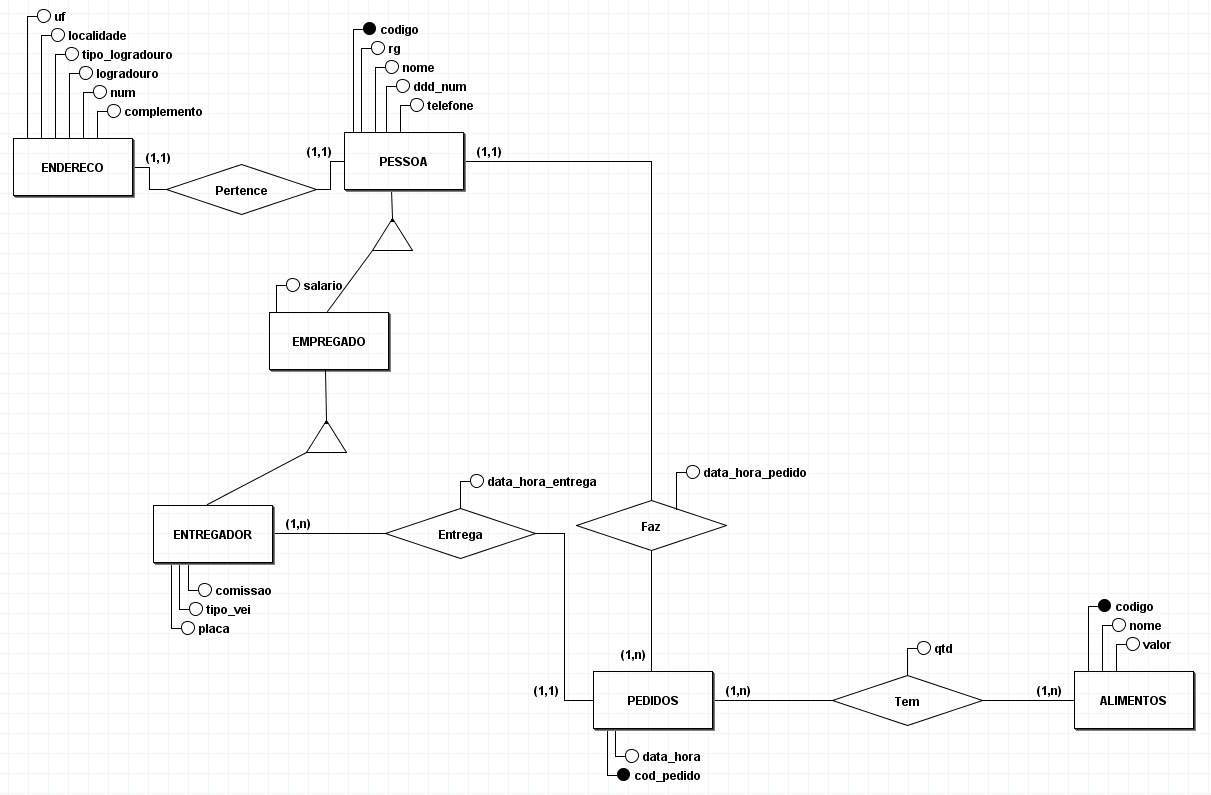 uf
localidade
tipo_logradouro
logradouro
num
complemento
ENDERECO
(1,1)
Pertence
(1,1)
codigo
rg
nome
ddd_num
telefone
PESSOA
(1,1)
salario
EMPREGADO
data_hora_pedido
Faz
(1,n)
data_hora_entrega
ENTREGADOR
(1,n)
Entrega
(1,1)
comissao
tipo_vei
placa
PEDIDOS
(1,n)
data_hora
cod_pedido
qtd
Tem
(1,n)
codigo
nome
valor
ALIMENTOS